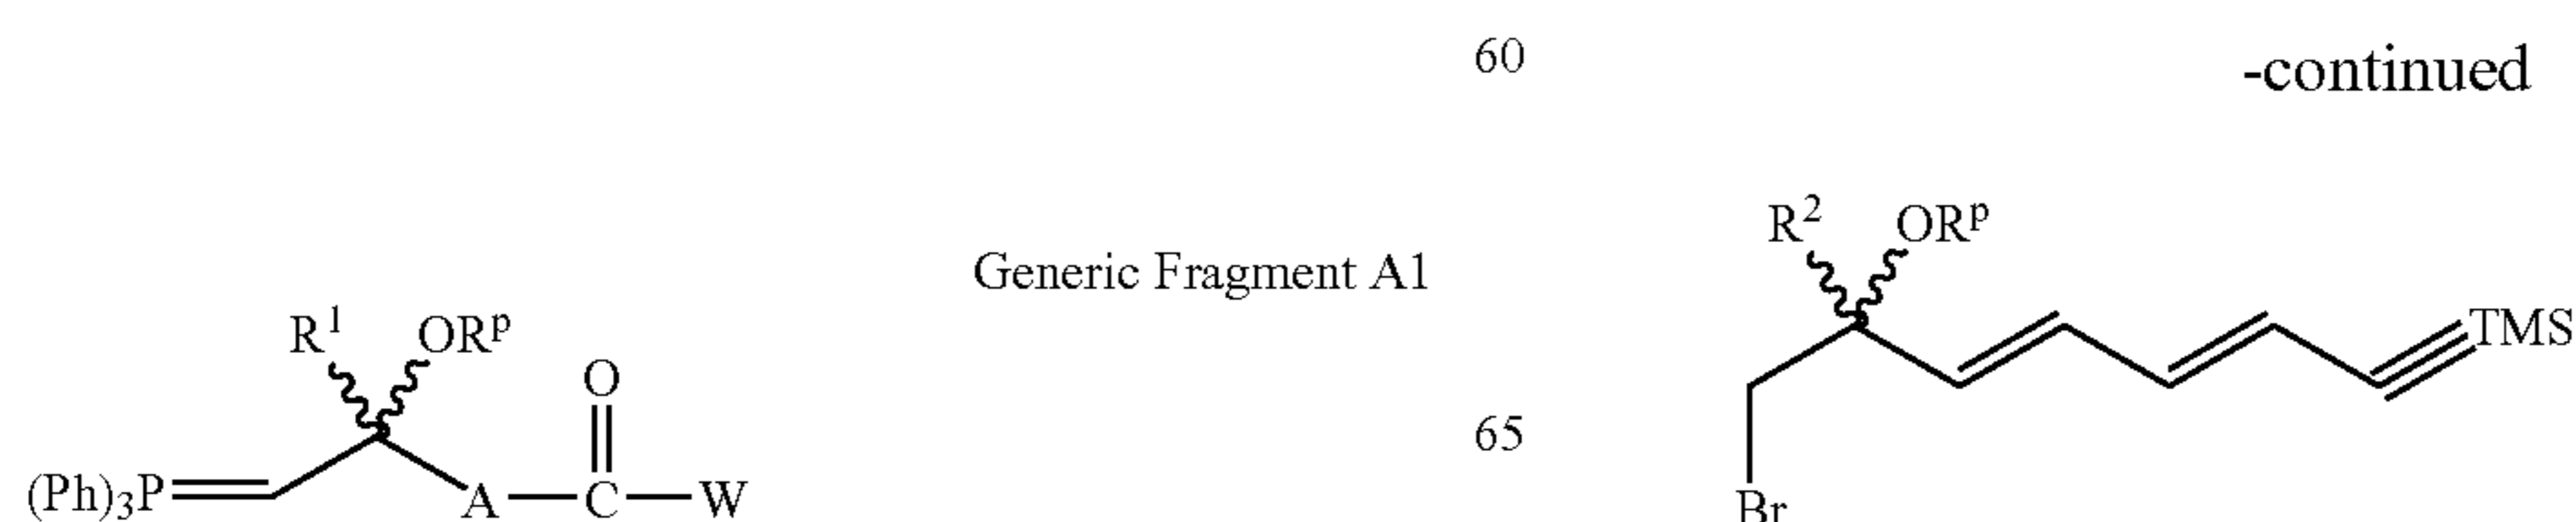 60
-continued
Generic Fragment A1
R1 ORp
O
(Ph)3P A C W
65
R2 ORp
TMS
Br